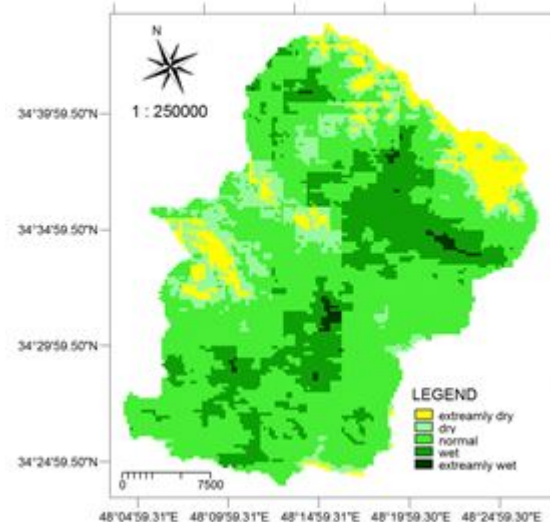 N
1 : 250000
34°39'59.50"N
34°34'59.50"N
34°29'59.50"N
34°24'59.50"N
LEGEND
extreamly dry
dry
normal
wet
extreamly wet
0 7500
48°04'59.31"E 48°09'59.31"E 48°14'59.31"E 48°19'59.31"E 48°24'59.31"E